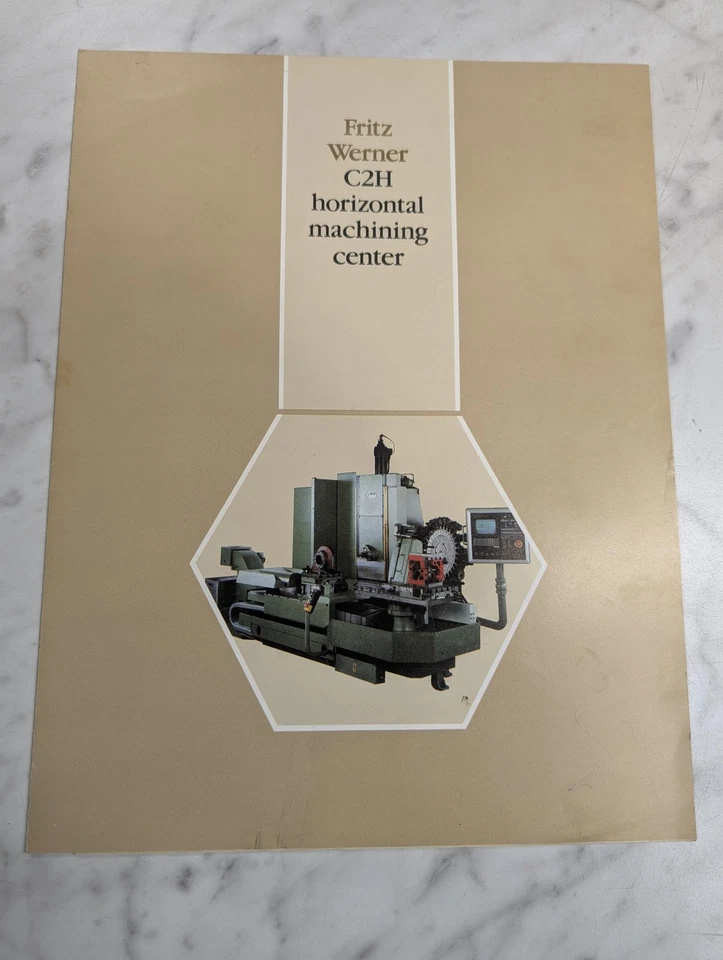 Fritz
Werner
C2H
horizontal
machining
center